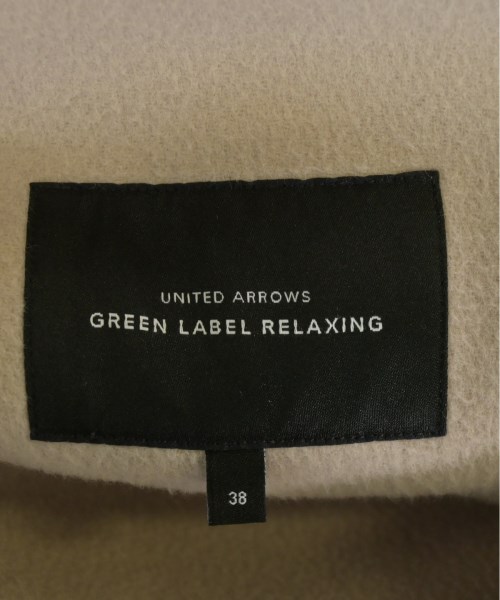 UNITED ARROWS
GREEN LABEL RELAXING
38